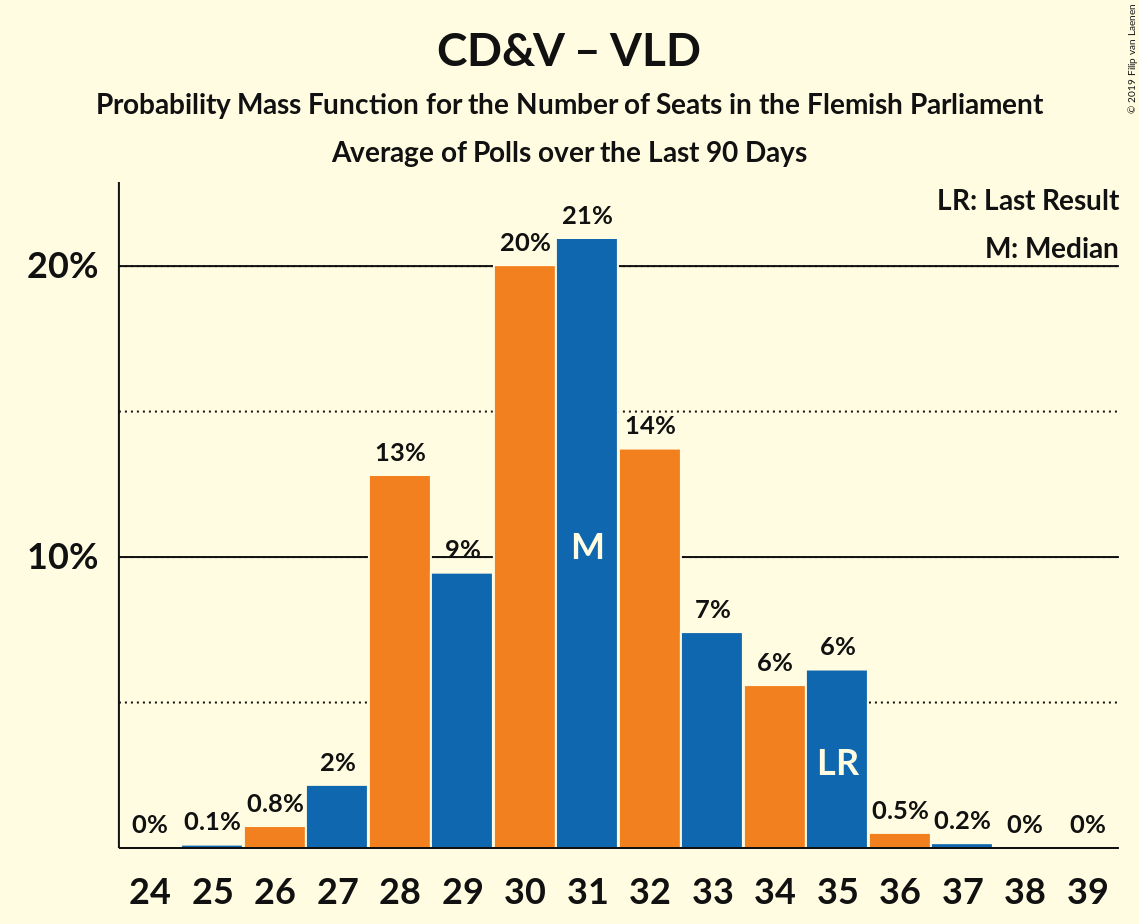 CD&V – VLD
Probability Mass Function for the Number of Seats in the Flemish Parliament
Average of Polls over the Last 90 Days
© 2019 Filip van Laenen
LR: Last Result
M: Median
20%
10%
0%
0.1%
0.8%
2%
13%
9%
20%
21%
14%
7%
6%
6%
0.5%
0.2%
0%
0%
M
LR
24 25 26 27 28 29 30 31 32 33 34 35 36 37 38 39